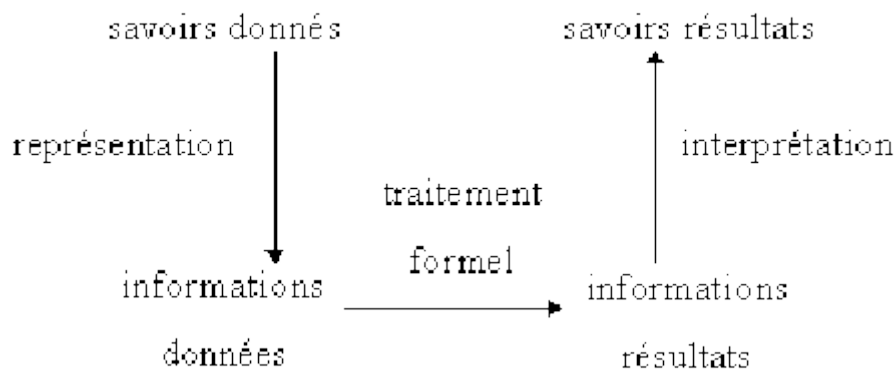 savoirs donnés
savoirs résultats
représentation
interprétation
traitement
formel
informations
données
informations
résultats